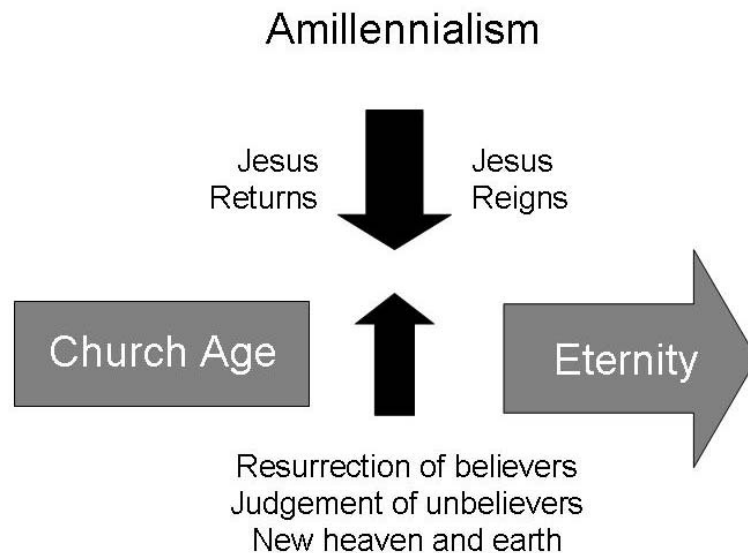 Amillennialism
Jesus
Returns
Jesus
Reigns
Church Age
Eternity
Resurrection of believers
Judgement of unbelievers
New heaven and earth